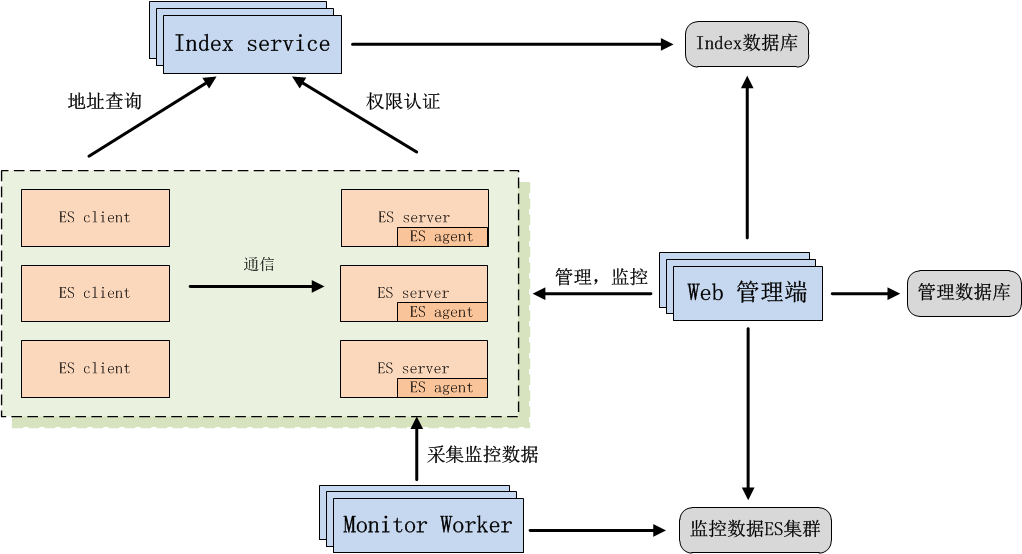 Index service
Index数据库
地址查询
权限认证
ES client
ES server
ES agent
通信
ES client
ES server
ES agent
ES client
ES server
ES agent
管理，监控
Web 管理端
管理数据库
采集监控数据
Monitor Worker
监控数据ES集群